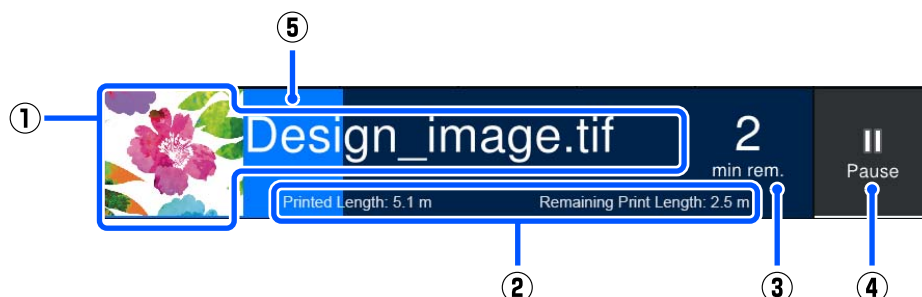 ⑤
①
Design_image.tif
2
min rem.
Pause
Printed Length: 5.1 m
Remaining Print Length: 2.5 m
②
③
④